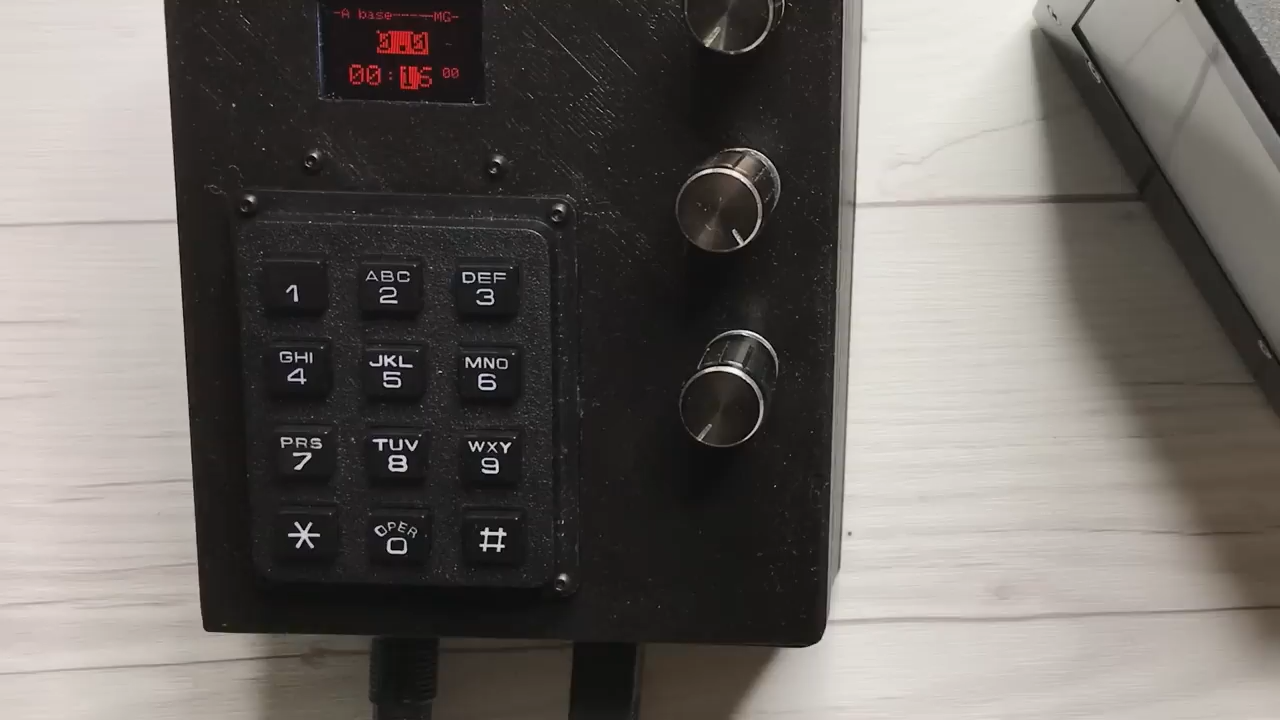 -A base----MG-
00:16 00
1
ABC
2
DEF
3
GHI
4
JKL
5
MNO
6
PRS
7
TUV
8
WXY
9
*
OPER
0
#